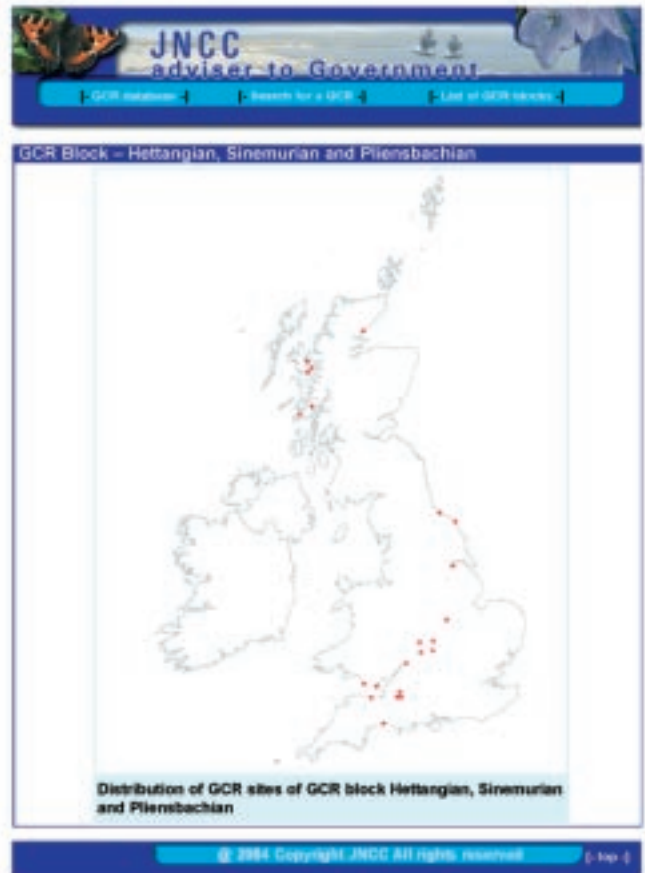 JNCC
adviser to Government
[- GCR database -] [- Search for a GCR -] [- List of GCR blocks -]
GCR Block – Hettangian, Sinemurian and Pliensbachian
Distribution of GCR sites of GCR block Hettangian, Sinemurian
and Pliensbachian
@ 2004 Copyright JNCC All rights reserved [- top -]